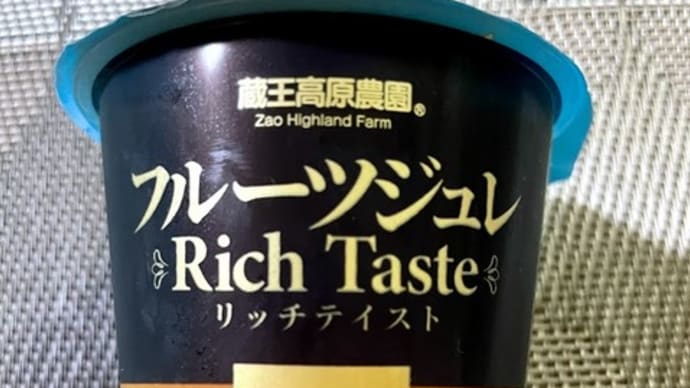 蔵王高原農園®
Zao Highland Farm
フルーツジュレ
Rich Taste
リッチテイスト